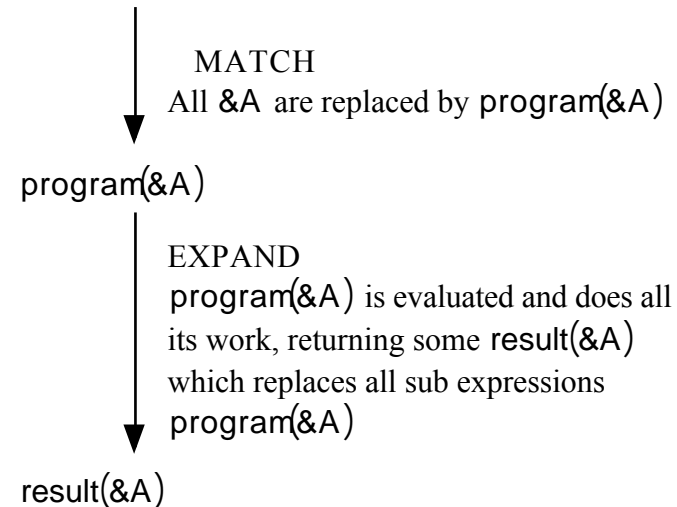 MATCH
All &A are replaced by program(&A)
program(&A)
EXPAND
program(&A) is evaluated and does all
its work, returning some result(&A)
which replaces all sub expressions
program(&A)
result(&A)